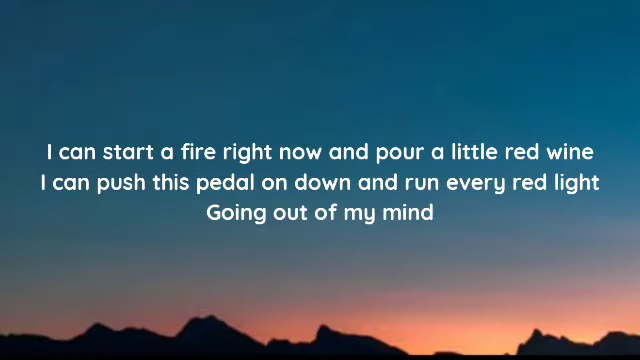 I can start a fire right now and pour a little red wine
I can push this pedal on down and run every red light
Going out of my mind